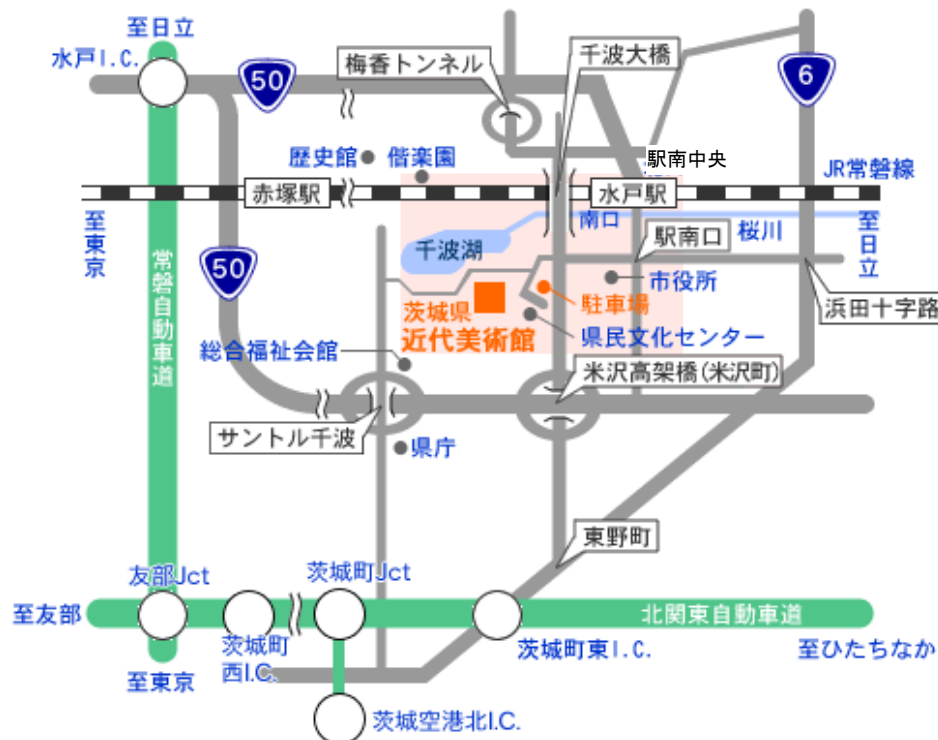 至日立
水戸I.C.
50
梅香トンネル
千波大橋
6
歴史館
偕楽園
駅南中央
JR常磐線
赤塚駅
水戸駅
至東京
南口
桜川
至日立
駅南口
千波湖
50
常磐自動車道
市役所
茨城県
近代美術館
駐車場
浜田十字路
県民文化センター
総合福祉会館
米沢高架橋(米沢町)
サントル千波
県庁
東野町
友部Jct
茨城町Jct
至友部
北関東自動車道
茨城町
西I.C.
茨城町東I.C.
至ひたちなか
至東京
茨城空港北I.C.